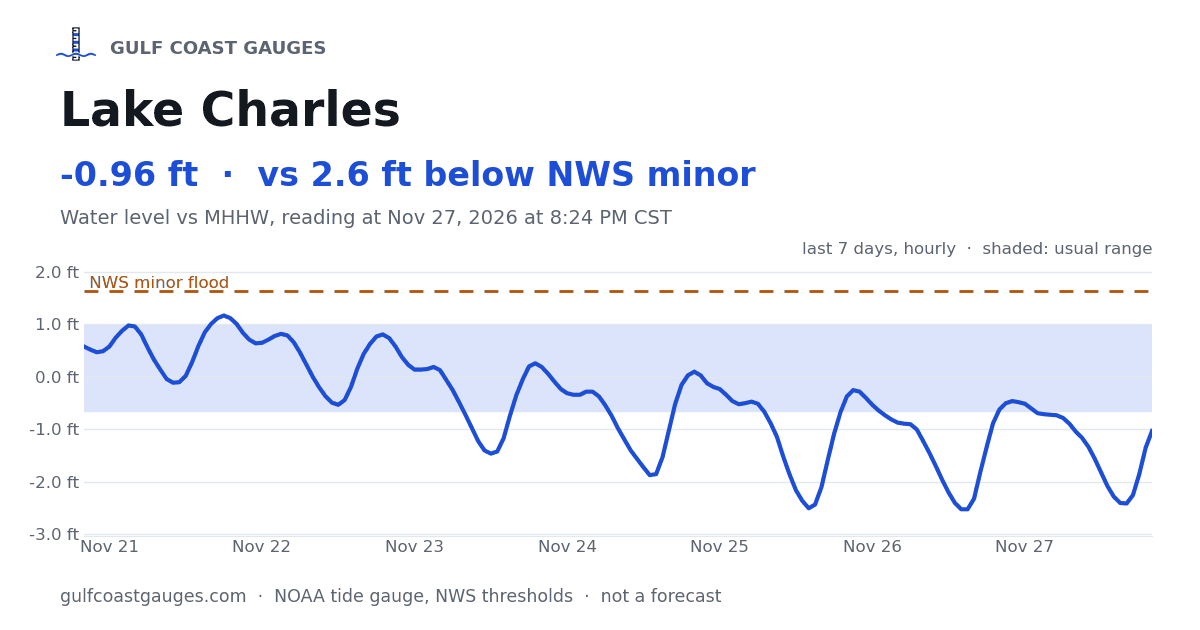 GULF COAST GAUGES
Lake Charles
-0.96 ft · vs 2.6 ft below NWS minor
Water level vs MHHW, reading at Nov 27, 2026 at 8:24 PM CST
last 7 days, hourly · shaded: usual range
2.0 ft
NWS minor flood
1.0 ft
0.0 ft
-1.0 ft
-2.0 ft
-3.0 ft
Nov 21 Nov 22 Nov 23 Nov 24 Nov 25 Nov 26 Nov 27
gulfcoastgauges.com · NOAA tide gauge, NWS thresholds · not a forecast